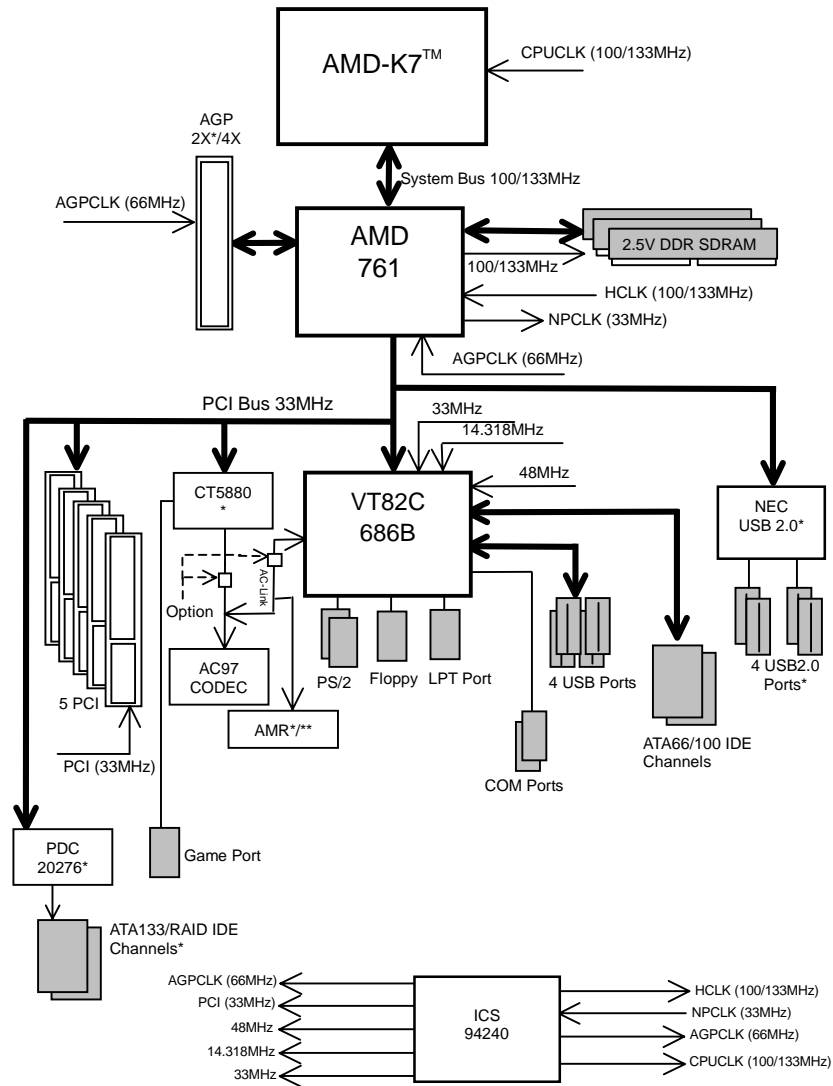 AMD-K7™
CPUCLK (100/133MHz)
AGP
2X*/4X
System Bus 100/133MHz
AGPCLK (66MHz)
AMD
761
2.5V DDR SDRAM
100/133MHz
HCLK (100/133MHz)
NPCLK (33MHz)
AGPCLK (66MHz)
PCI Bus 33MHz
33MHz
14.318MHz
48MHz
CT5880
*
VT82C
686B
NEC
USB 2.0*
AC-Link
Option
AC97
CODEC
PS/2
Floppy
LPT Port
4 USB Ports
4 USB2.0
Ports*
5 PCI
AMR*/**
PCI (33MHz)
COM Ports
ATA66/100 IDE
Channels
PDC
20276*
Game Port
ATA133/RAID IDE
Channels*
AGPCLK (66MHz)
PCI (33MHz)
48MHz
14.318MHz
33MHz
ICS
94240
HCLK (100/133MHz)
NPCLK (33MHz)
AGPCLK (66MHz)
CPUCLK (100/133MHz)